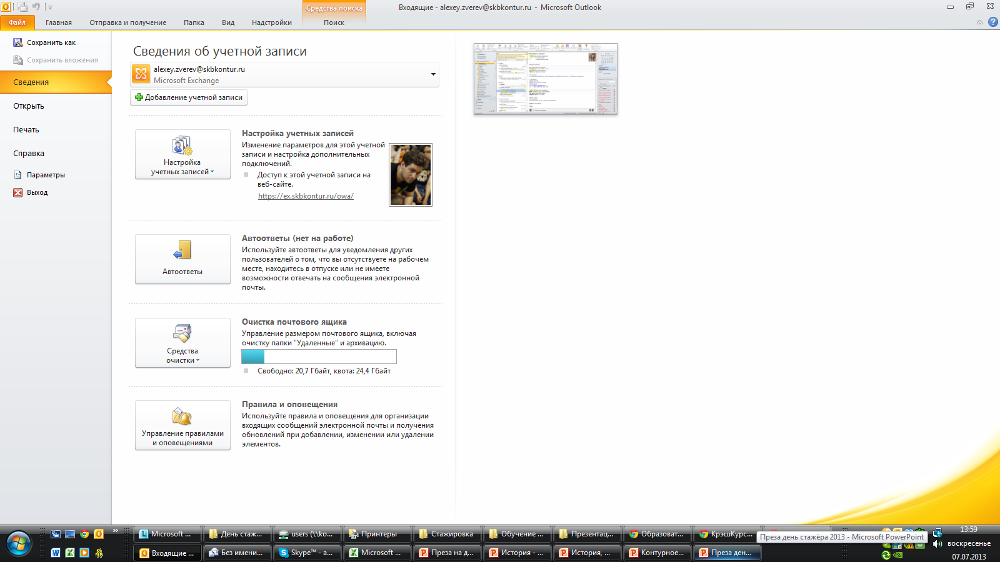 Средства поиска
Входящие - alexey.zverev@skbkontur.ru - Microsoft Outlook
Файл
Главная
Отправка и получение
Папка
Вид
Надстройки
Поиск
Сохранить как
Сохранить вложения
Сведения
Открыть
Печать
Справка
Параметры
Выход
Сведения об учетной записи
alexey.zverev@skbkontur.ru
Microsoft Exchange
Добавление учетной записи
Настройка
учетных записей
Настройка учетных записей
Изменение параметров для этой учетной
записи и настройка дополнительных
подключений.
Доступ к этой учетной записи на
веб-сайте.
https://ex.skbkontur.ru/owa/
Автоответы
Автоответы (нет на работе)
Используйте автоответы для уведомления других
пользователей о том, что вы отсутствуете на рабочем
месте, находитесь в отпуске или не имеете
возможности отвечать на сообщения электронной
почты.
Средства
очистки
Очистка почтового ящика
Управление размером почтового ящика, включая
очистку папки "Удаленные" и архивацию.
Свободно: 20,7 Гбайт, квота: 24,4 Гбайт
Управление правилами
и оповещениями
Правила и оповещения
Используйте правила и оповещения для организации
входящих сообщений электронной почты и получения
обновлений при добавлении, изменении или удалении
элементов.
Microsoft ...
День стаж...
users (\\ko...
Принтеры
Стажировка
Обучение ...
Презентац...
Образоват...
КрэшКурс...
Преза день стажёра 2013 - Microsoft PowerPoint
13:59
Входящие ...
Без имени...
Skype™ - a...
Microsoft ...
Преза на д...
История - ...
История, ...
Контурное...
Преза ден...
воскресенье
07.07.2013